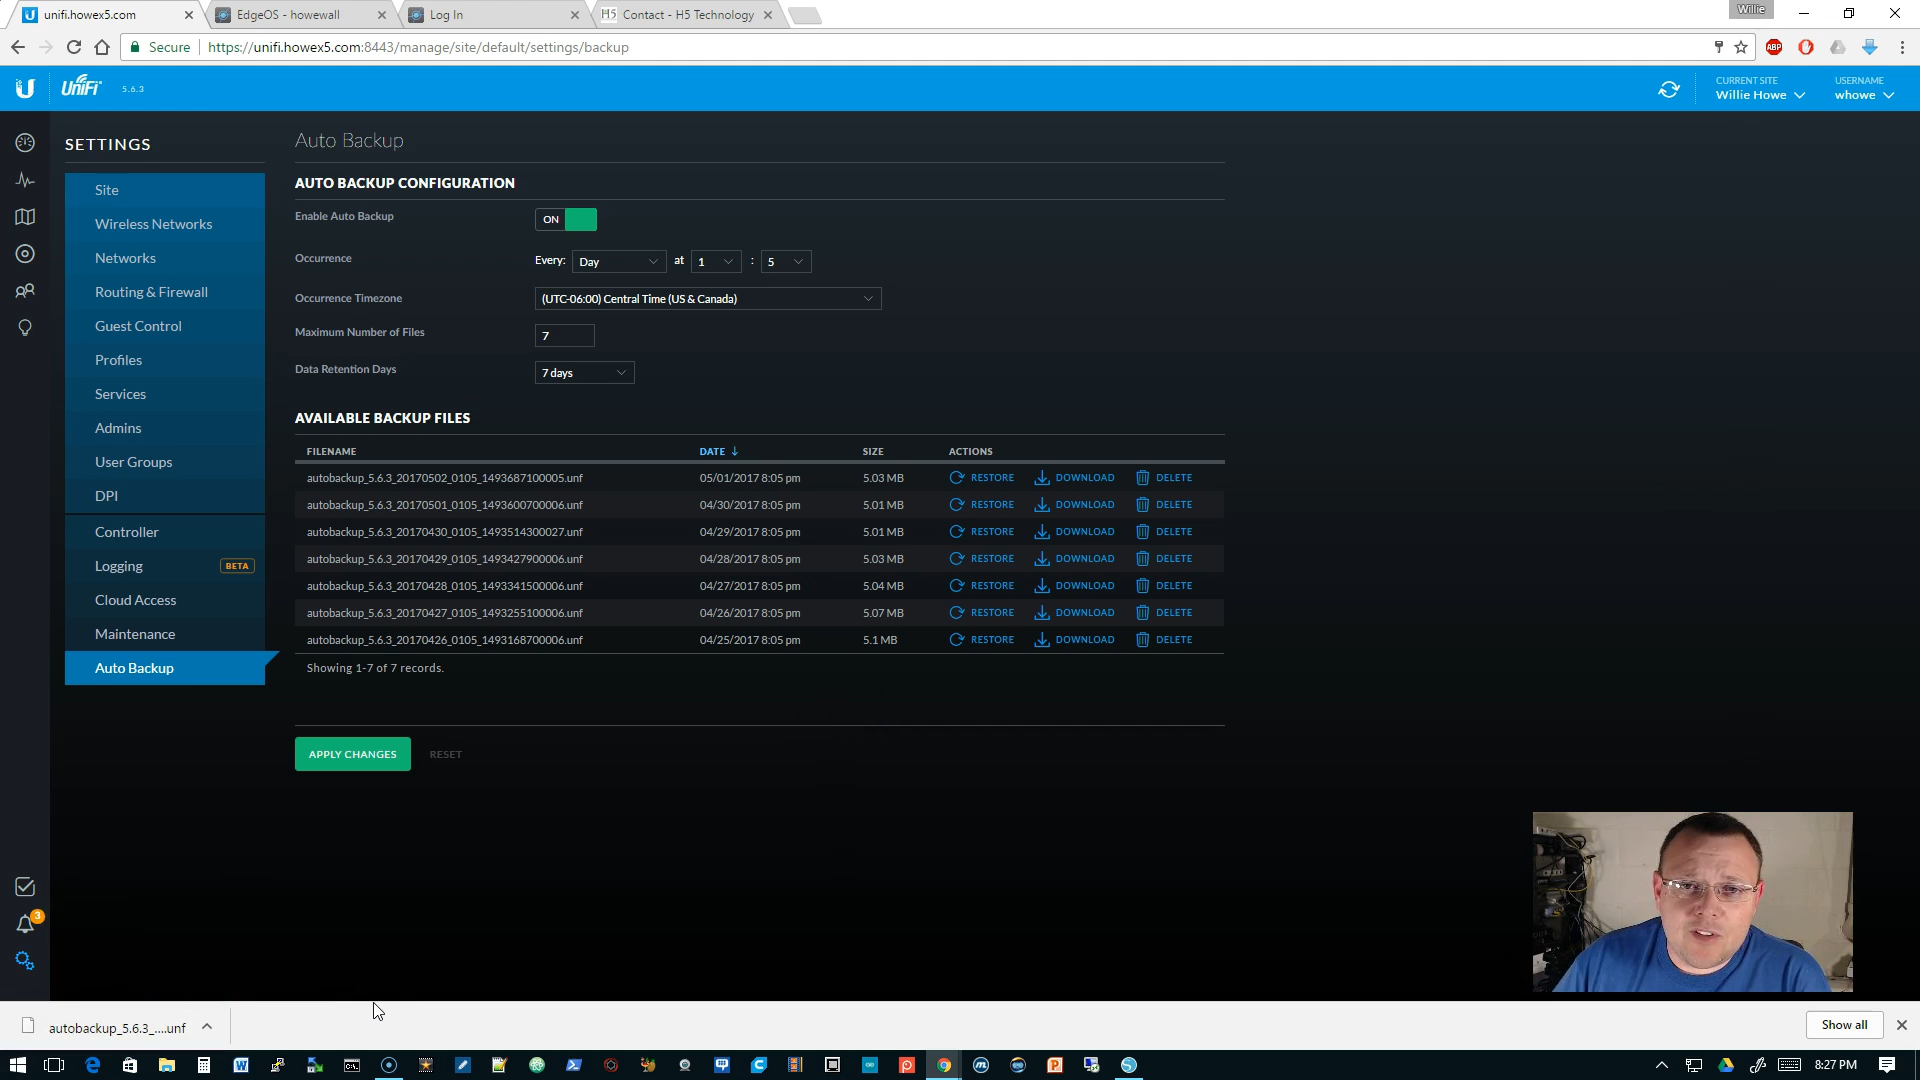 unifi.howex5.com
EdgeOS - howewall
Log In
H5 Contact - H5 Technology
Willie
Secure https://unifi.howex5.com:8443/manage/site/default/settings/backup
ABP
UniFi 5.6.3
CURRENT SITE
Willie Howe
USERNAME
whowe
SETTINGS
Site
Wireless Networks
Networks
Routing & Firewall
Guest Control
Profiles
Services
Admins
User Groups
DPI
Controller
Logging BETA
Cloud Access
Maintenance
Auto Backup
3
Auto Backup
AUTO BACKUP CONFIGURATION
Enable Auto Backup ON
Occurrence Every: Day at 1 : 5
Occurrence Timezone (UTC-06:00) Central Time (US & Canada)
Maximum Number of Files 7
Data Retention Days 7 days
AVAILABLE BACKUP FILES
FILENAME DATE SIZE ACTIONS
autobackup_5.6.3_20170502_0105_1493687100005.unf 05/01/2017 8:05 pm 5.03 MB RESTORE DOWNLOAD DELETE
autobackup_5.6.3_20170501_0105_1493600700006.unf 04/30/2017 8:05 pm 5.01 MB RESTORE DOWNLOAD DELETE
autobackup_5.6.3_20170430_0105_1493514300027.unf 04/29/2017 8:05 pm 5.01 MB RESTORE DOWNLOAD DELETE
autobackup_5.6.3_20170429_0105_1493427900006.unf 04/28/2017 8:05 pm 5.03 MB RESTORE DOWNLOAD DELETE
autobackup_5.6.3_20170428_0105_1493341500006.unf 04/27/2017 8:05 pm 5.04 MB RESTORE DOWNLOAD DELETE
autobackup_5.6.3_20170427_0105_1493255100006.unf 04/26/2017 8:05 pm 5.07 MB RESTORE DOWNLOAD DELETE
autobackup_5.6.3_20170426_0105_1493168700006.unf 04/25/2017 8:05 pm 5.1 MB RESTORE DOWNLOAD DELETE
Showing 1-7 of 7 records.
APPLY CHANGES RESET
autobackup_5.6.3_....unf
Show all
8:27 PM